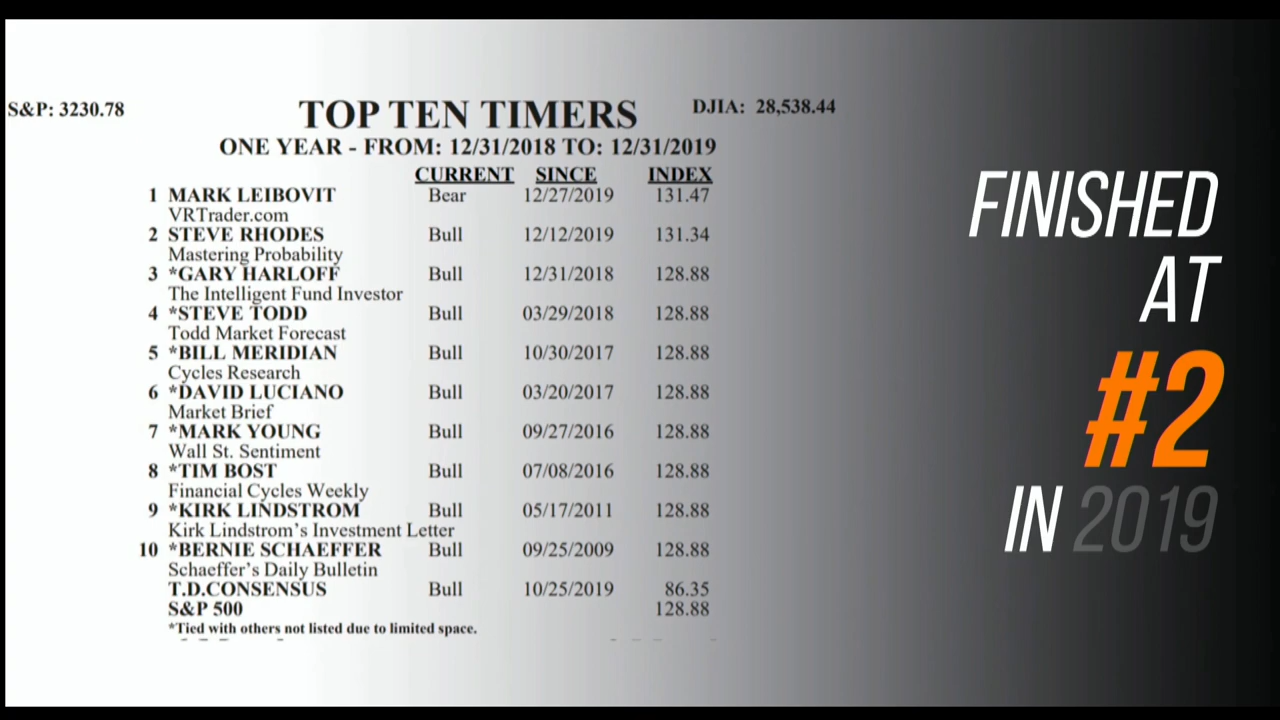 S&P: 3230.78
TOP TEN TIMERS
DJIA: 28,538.44
ONE YEAR - FROM: 12/31/2018 TO: 12/31/2019
CURRENT SINCE INDEX
1 MARK LEIBOVIT Bear 12/27/2019 131.47
VRTrader.com
2 STEVE RHODES Bull 12/12/2019 131.34
Mastering Probability
3 *GARY HARLOFF Bull 12/31/2018 128.88
The Intelligent Fund Investor
4 *STEVE TODD Bull 03/29/2018 128.88
Todd Market Forecast
5 *BILL MERIDIAN Bull 10/30/2017 128.88
Cycles Research
6 *DAVID LUCIANO Bull 03/20/2017 128.88
Market Brief
7 *MARK YOUNG Bull 09/27/2016 128.88
Wall St. Sentiment
8 *TIM BOST Bull 07/08/2016 128.88
Financial Cycles Weekly
9 *KIRK LINDSTROM Bull 05/17/2011 128.88
Kirk Lindstrom's Investment Letter
10 *BERNIE SCHAEFFER Bull 09/25/2009 128.88
Schaeffer's Daily Bulletin
T.D.CONSENSUS Bull 10/25/2019 86.35
S&P 500 128.88
*Tied with others not listed due to limited space.
FINISHED
AT
#2
IN 2019